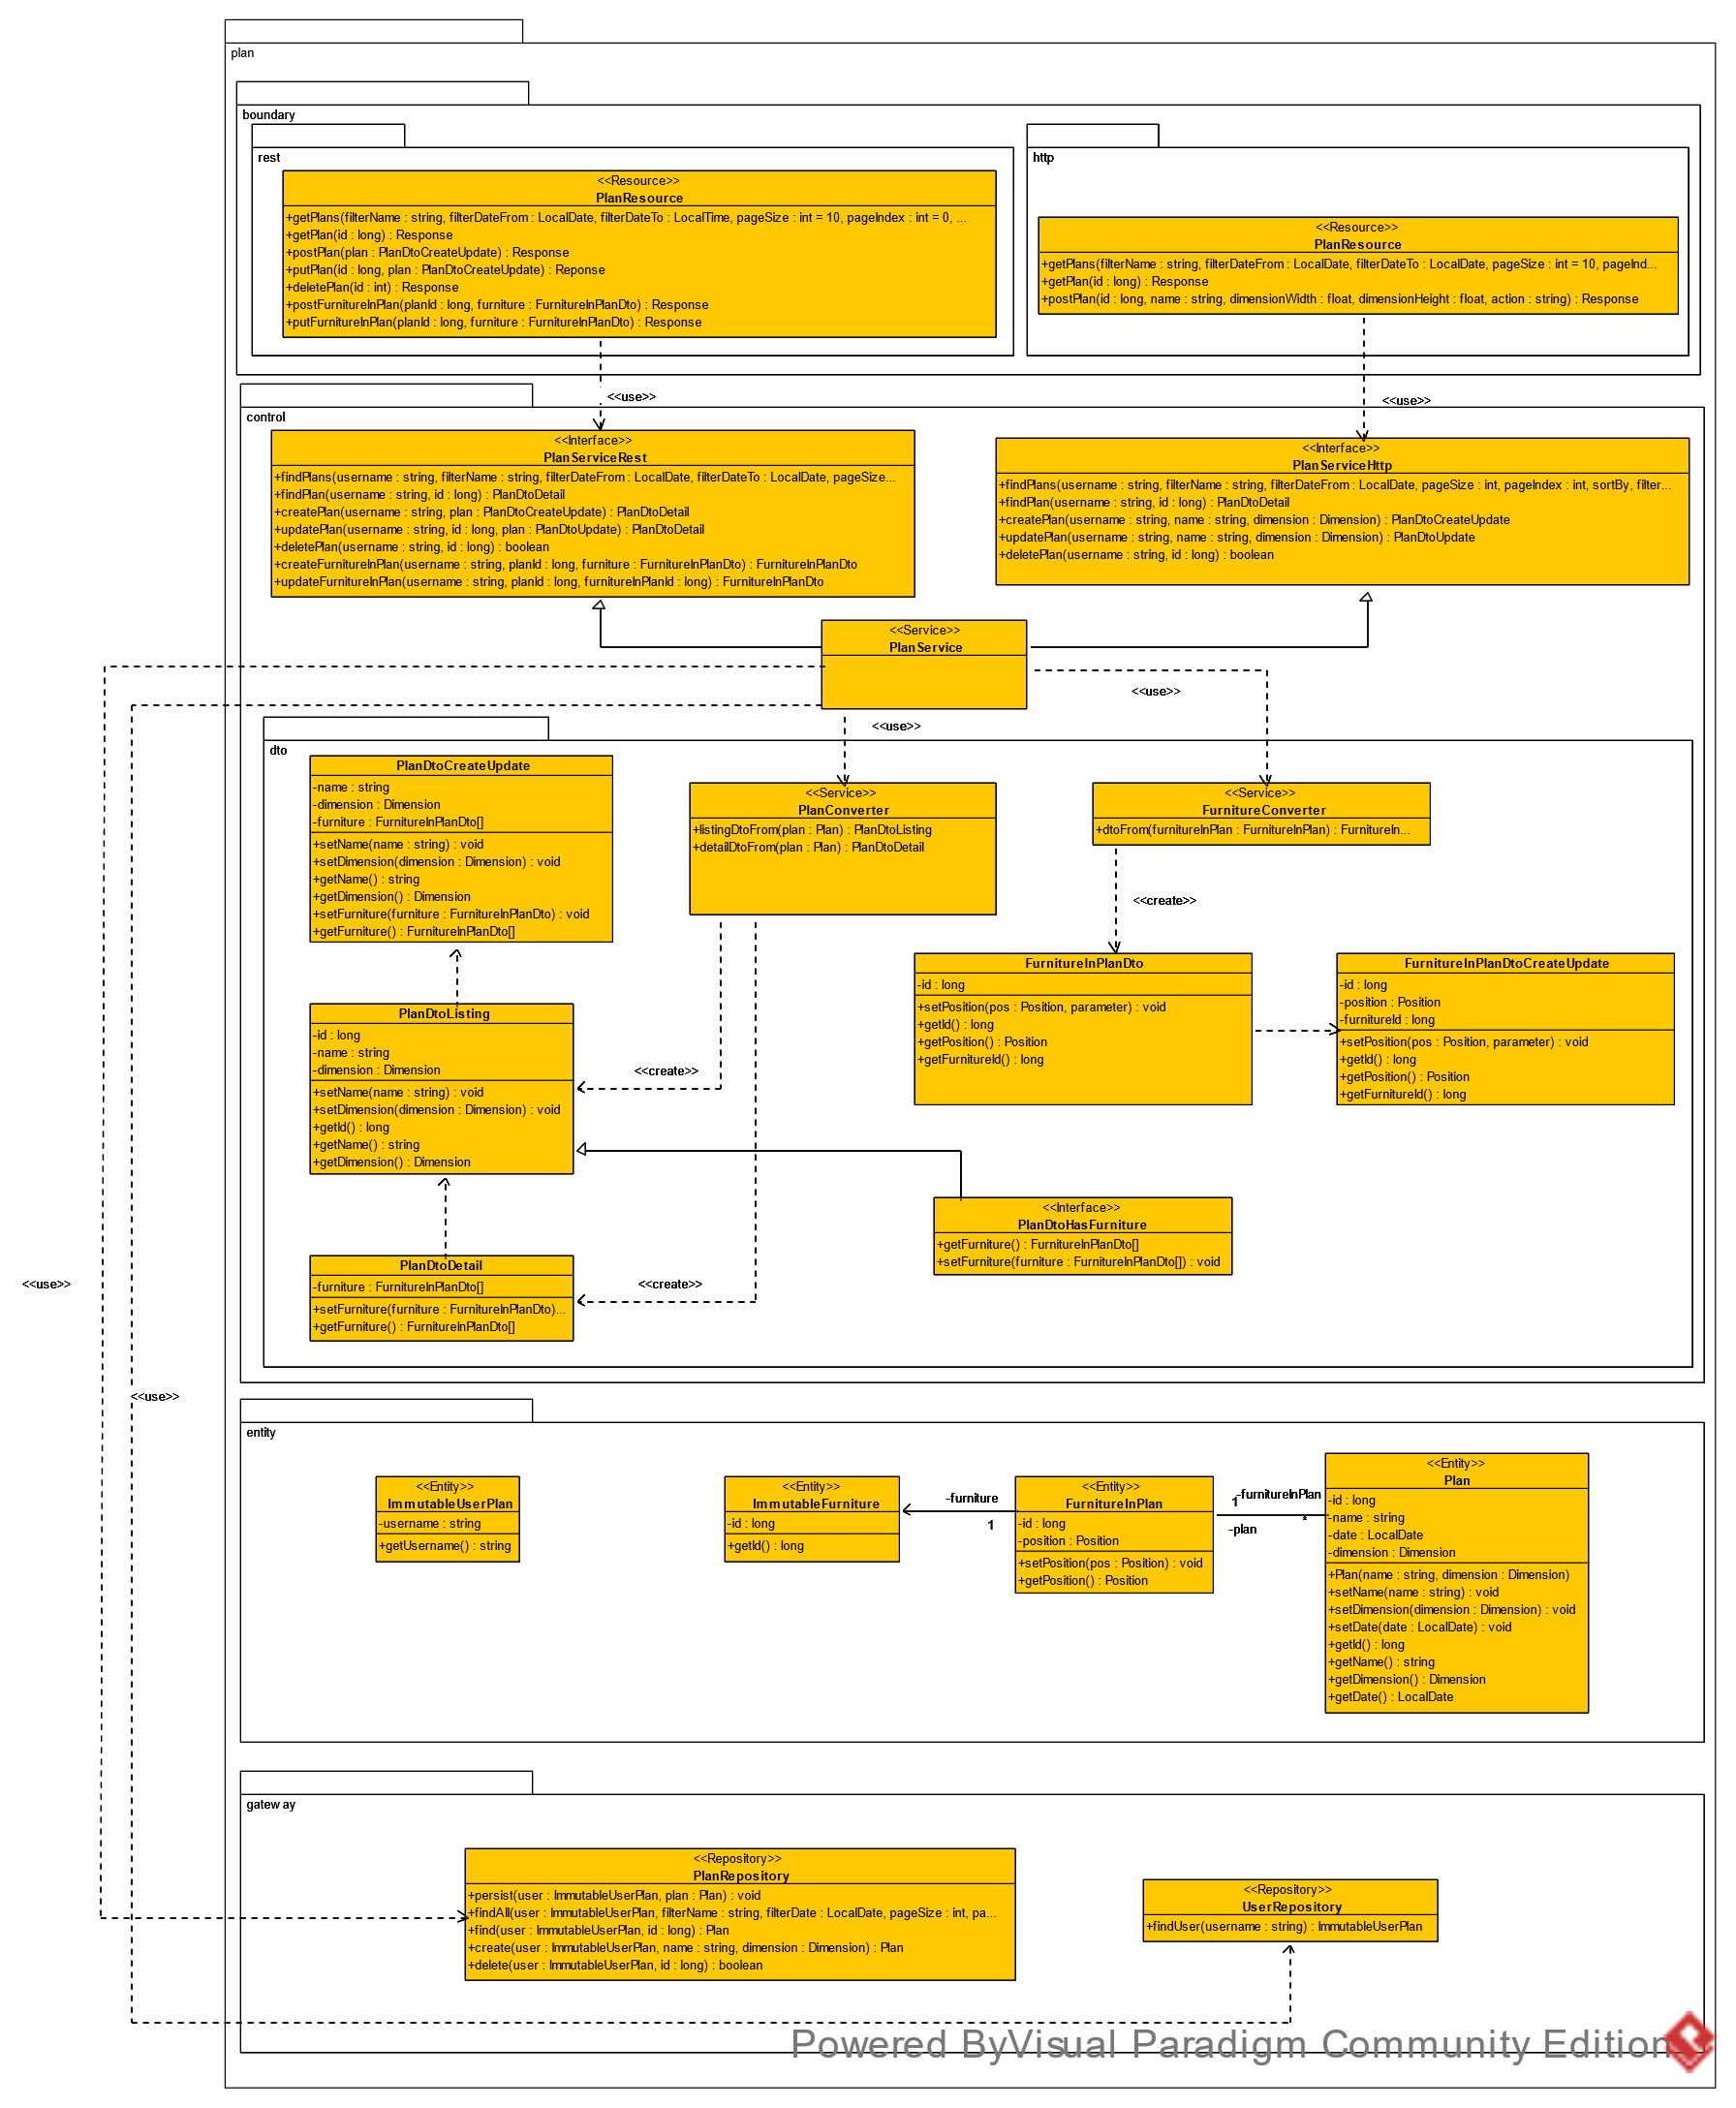 plan
boundary
rest
<<Resource>>
PlanResource
+getPlans(filterName : string, filterDateFrom : LocalDate, filterDateTo : LocalTime, pageSize : int = 10, pageIndex : int = 0, ...
+getPlan(id : long) : Response
+postPlan(plan : PlanDtoCreateUpdate) : Response
+putPlan(id : long, plan : PlanDtoCreateUpdate) : Reponse
+deletePlan(id : int) : Response
+postFurnitureInPlan(planId : long, furniture : FurnitureInPlanDto) : Response
+putFurnitureInPlan(planId : long, furniture : FurnitureInPlanDto) : Response
http
<<Resource>>
PlanResource
+getPlans(filterName : string, filterDateFrom : LocalDate, filterDateTo : LocalDate, pageSize : int = 10, pageInd...
+getPlan(id : long) : Response
+postPlan(id : long, name : string, dimensionWidth : float, dimensionHeight : float, action : string) : Response
<<use>>
<<use>>
control
<<Interface>>
PlanServiceRest
+findPlans(username : string, filterName : string, filterDateFrom : LocalDate, filterDateTo : LocalDate, pageSize...
+findPlan(username : string, id : long) : PlanDtoDetail
+createPlan(username : string, plan : PlanDtoCreateUpdate) : PlanDtoDetail
+updatePlan(username : string, id : long, plan : PlanDtoUpdate) : PlanDtoDetail
+deletePlan(username : string, id : long) : boolean
+createFurnitureInPlan(username : string, planId : long, furniture : FurnitureInPlanDto) : FurnitureInPlanDto
+updateFurnitureInPlan(username : string, planId : long, furnitureInPlanId : long) : FurnitureInPlanDto
<<Interface>>
PlanServiceHttp
+findPlans(username : string, filterName : string, filterDateFrom : LocalDate, pageSize : int, pageIndex : int, sortBy, filter...
+findPlan(username : string, id : long) : PlanDtoDetail
+createPlan(username : string, name : string, dimension : Dimension) : PlanDtoCreateUpdate
+updatePlan(username : string, name : string, dimension : Dimension) : PlanDtoUpdate
+deletePlan(username : string, id : long) : boolean
<<Service>>
PlanService
<<use>>
<<use>>
dto
PlanDtoCreateUpdate
-name : string
-dimension : Dimension
-furniture : FurnitureInPlanDto[]
+setName(name : string) : void
+setDimension(dimension : Dimension) : void
+getName() : string
+getDimension() : Dimension
+setFurniture(furniture : FurnitureInPlanDto) : void
+getFurniture() : FurnitureInPlanDto[]
<<Service>>
PlanConverter
+listingDtoFrom(plan : Plan) : PlanDtoListing
+detailDtoFrom(plan : Plan) : PlanDtoDetail
<<Service>>
FurnitureConverter
+dtoFrom(furnitureInPlan : FurnitureInPlan) : FurnitureIn...
<<create>>
FurnitureInPlanDto
-id : long
+setPosition(pos : Position, parameter) : void
+getId() : long
+getPosition() : Position
+getFurnitureId() : long
FurnitureInPlanDtoCreateUpdate
-id : long
-position : Position
-furnitureId : long
+setPosition(pos : Position, parameter) : void
+getId() : long
+getPosition() : Position
+getFurnitureId() : long
PlanDtoListing
-id : long
-name : string
-dimension : Dimension
+setName(name : string) : void
+setDimension(dimension : Dimension) : void
+getId() : long
+getName() : string
+getDimension() : Dimension
<<create>>
<<Interface>>
PlanDtoHasFurniture
+getFurniture() : FurnitureInPlanDto[]
+setFurniture(furniture : FurnitureInPlanDto[]) : void
PlanDtoDetail
-furniture : FurnitureInPlanDto[]
+setFurniture(furniture : FurnitureInPlanDto)...
+getFurniture() : FurnitureInPlanDto[]
<<create>>
<<use>>
<<use>>
entity
<<Entity>>
ImmutableUserPlan
-username : string
+getUsername() : string
<<Entity>>
ImmutableFurniture
-id : long
+getId() : long
-furniture
1
<<Entity>>
FurnitureInPlan
-id : long
-position : Position
+setPosition(pos : Position) : void
+getPosition() : Position
-furnitureInPlan
1
*
-plan
<<Entity>>
Plan
-id : long
-name : string
-date : LocalDate
-dimension : Dimension
+Plan(name : string, dimension : Dimension)
+setName(name : string) : void
+setDimension(dimension : Dimension) : void
+setDate(date : LocalDate) : void
+getId() : long
+getName() : string
+getDimension() : Dimension
+getDate() : LocalDate
gateway
<<Repository>>
PlanRepository
+persist(user : ImmutableUserPlan, plan : Plan) : void
+findAll(user : ImmutableUserPlan, filterName : string, filterDate : LocalDate, pageSize : int, pa...
+find(user : ImmutableUserPlan, id : long) : Plan
+create(user : ImmutableUserPlan, name : string, dimension : Dimension) : Plan
+delete(user : ImmutableUserPlan, id : long) : boolean
<<Repository>>
UserRepository
+findUser(username : string) : ImmutableUserPlan
Powered ByVisual Paradigm Community Edition